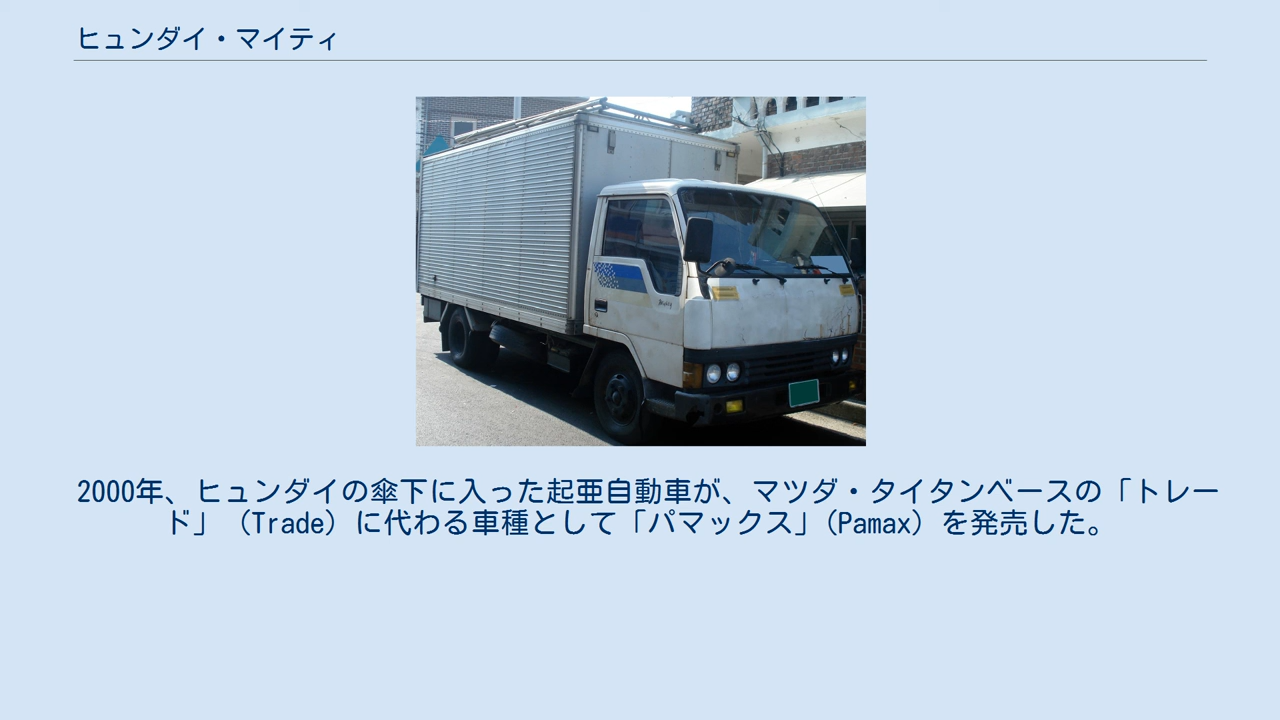 ヒュンダイ・マイティ
2000年、ヒュンダイの傘下に入った起亜自動車が、マツダ・タイタンベースの「トレー
ド」（Trade）に代わる車種として「パマックス」(Pamax）を発売した。